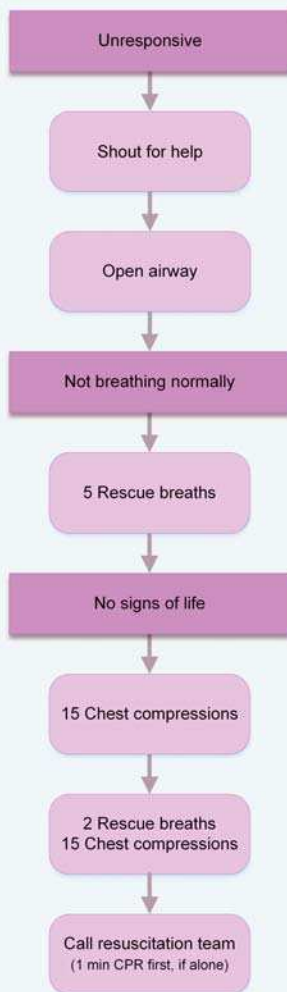 Unresponsive
Shout for help
Open airway
Not breathing normally
5 Rescue breaths
No signs of life
15 Chest compressions
2 Rescue breaths
15 Chest compressions
Call resuscitation team
(1 min CPR first, if alone)